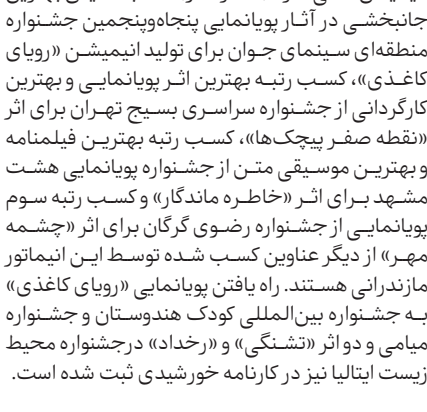 جانبخشی در آثار پویانمایی پنجاه‌وپنجمین جشنواره
منطقه‌ای سینمای جوان برای تولید انیمیشن «رویای
کاغذی»، کسب رتبه بهترین اثر پویانمایی و بهترین
کارگردانی از جشنواره سراسری بسیج تهران برای اثر
«نقطه صفر پیچک‌ها»، کسب رتبه بهترین فیلمنامه
و بهترین موسیقی متن از جشنواره پویانمایی هشت
مشهد برای اثر «خاطره ماندگار» و کسب رتبه سوم
پویانمایی از جشنواره رضوی گرگان برای اثر «چشمه
مهر» از دیگر عناوین کسب شده توسط این انیماتور
مازندرانی هستند. راه یافتن پویانمایی «رویای کاغذی»
به جشنواره بین‌المللی کودک هندوستان و جشنواره
میامی و دو اثر «تشنگی» و «رخداد» درجشنواره محیط
زیست ایتالیا نیز در کارنامه خورشیدی ثبت شده است.